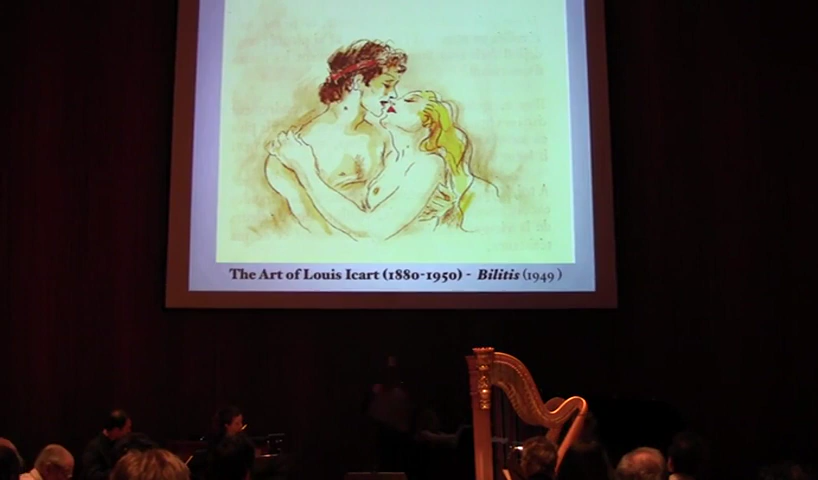 The Art of Louis Icart (1880-1950) - Bilitis (1949)